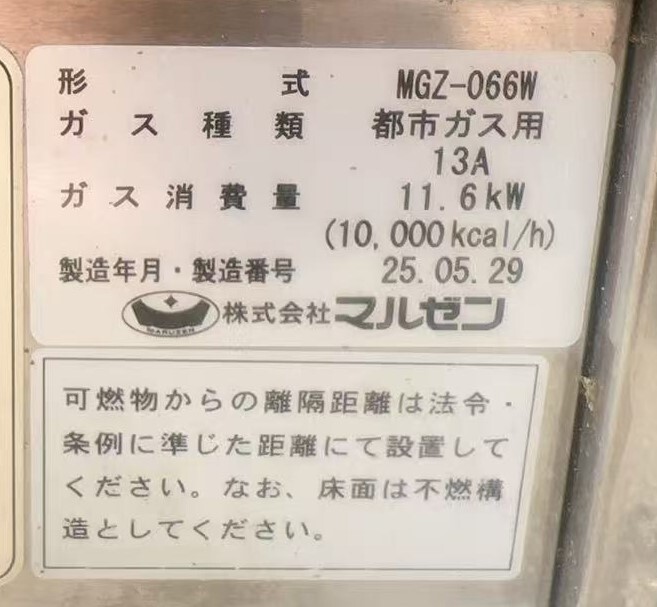 形式 MGZ-066W
ガス種類 都市ガス用
13A
ガス消費量 11.6kW
(10,000kcal/h)
製造年月・製造番号 25.05.29
MARUZEN 株式会社マルゼン
可燃物からの離隔距離は法令・
条例に準じた距離にて設置して
ください。なお、床面は不燃構
造としてください。